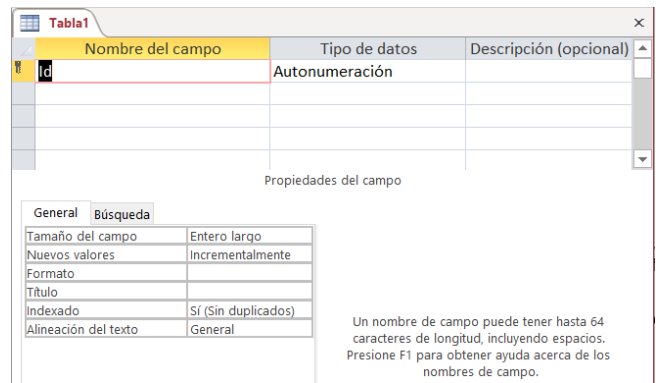 Tabla1
Nombre del campo Tipo de datos Descripción (opcional)
Id Autonumeración
Propiedades del campo
General Búsqueda
Tamaño del campo Entero largo
Nuevos valores Incrementalmente
Formato
Título
Indexado Sí (Sin duplicados)
Alineación del texto General
Un nombre de campo puede tener hasta 64
caracteres de longitud, incluyendo espacios.
Presione F1 para obtener ayuda acerca de los
nombres de campo.